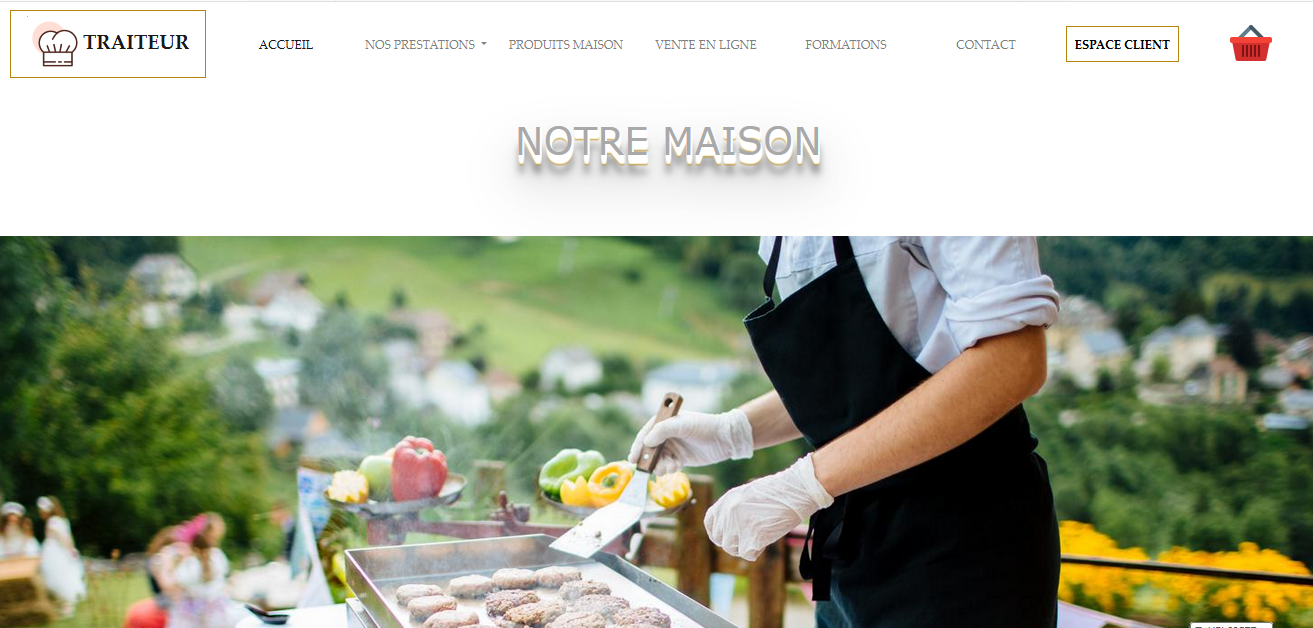 TRAITEUR
ACCUEIL
NOS PRESTATIONS
PRODUITS MAISON
VENTE EN LIGNE
FORMATIONS
CONTACT
ESPACE CLIENT
NOTRE MAISON